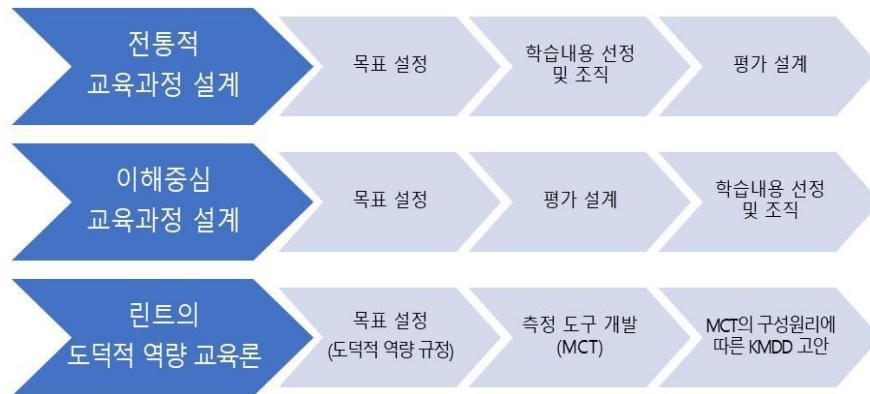 전통적
교육과정 설계
목표 설정
학습내용 선정
및 조직
평가 설계
이해중심
교육과정 설계
목표 설정
평가 설계
학습내용 선정
및 조직
린트의
도덕적 역량 교육론
목표 설정
(도덕적 역량 규정)
측정 도구 개발
(MCT)
MCT의 구성원리에
따른 KMDD 고안